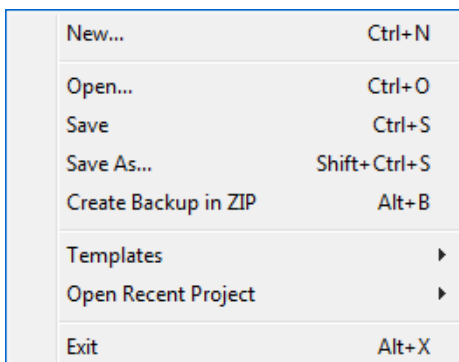 New... Ctrl+N
Open... Ctrl+O
Save Ctrl+S
Save As... Shift+Ctrl+S
Create Backup in ZIP Alt+B
Templates
Open Recent Project
Exit Alt+X